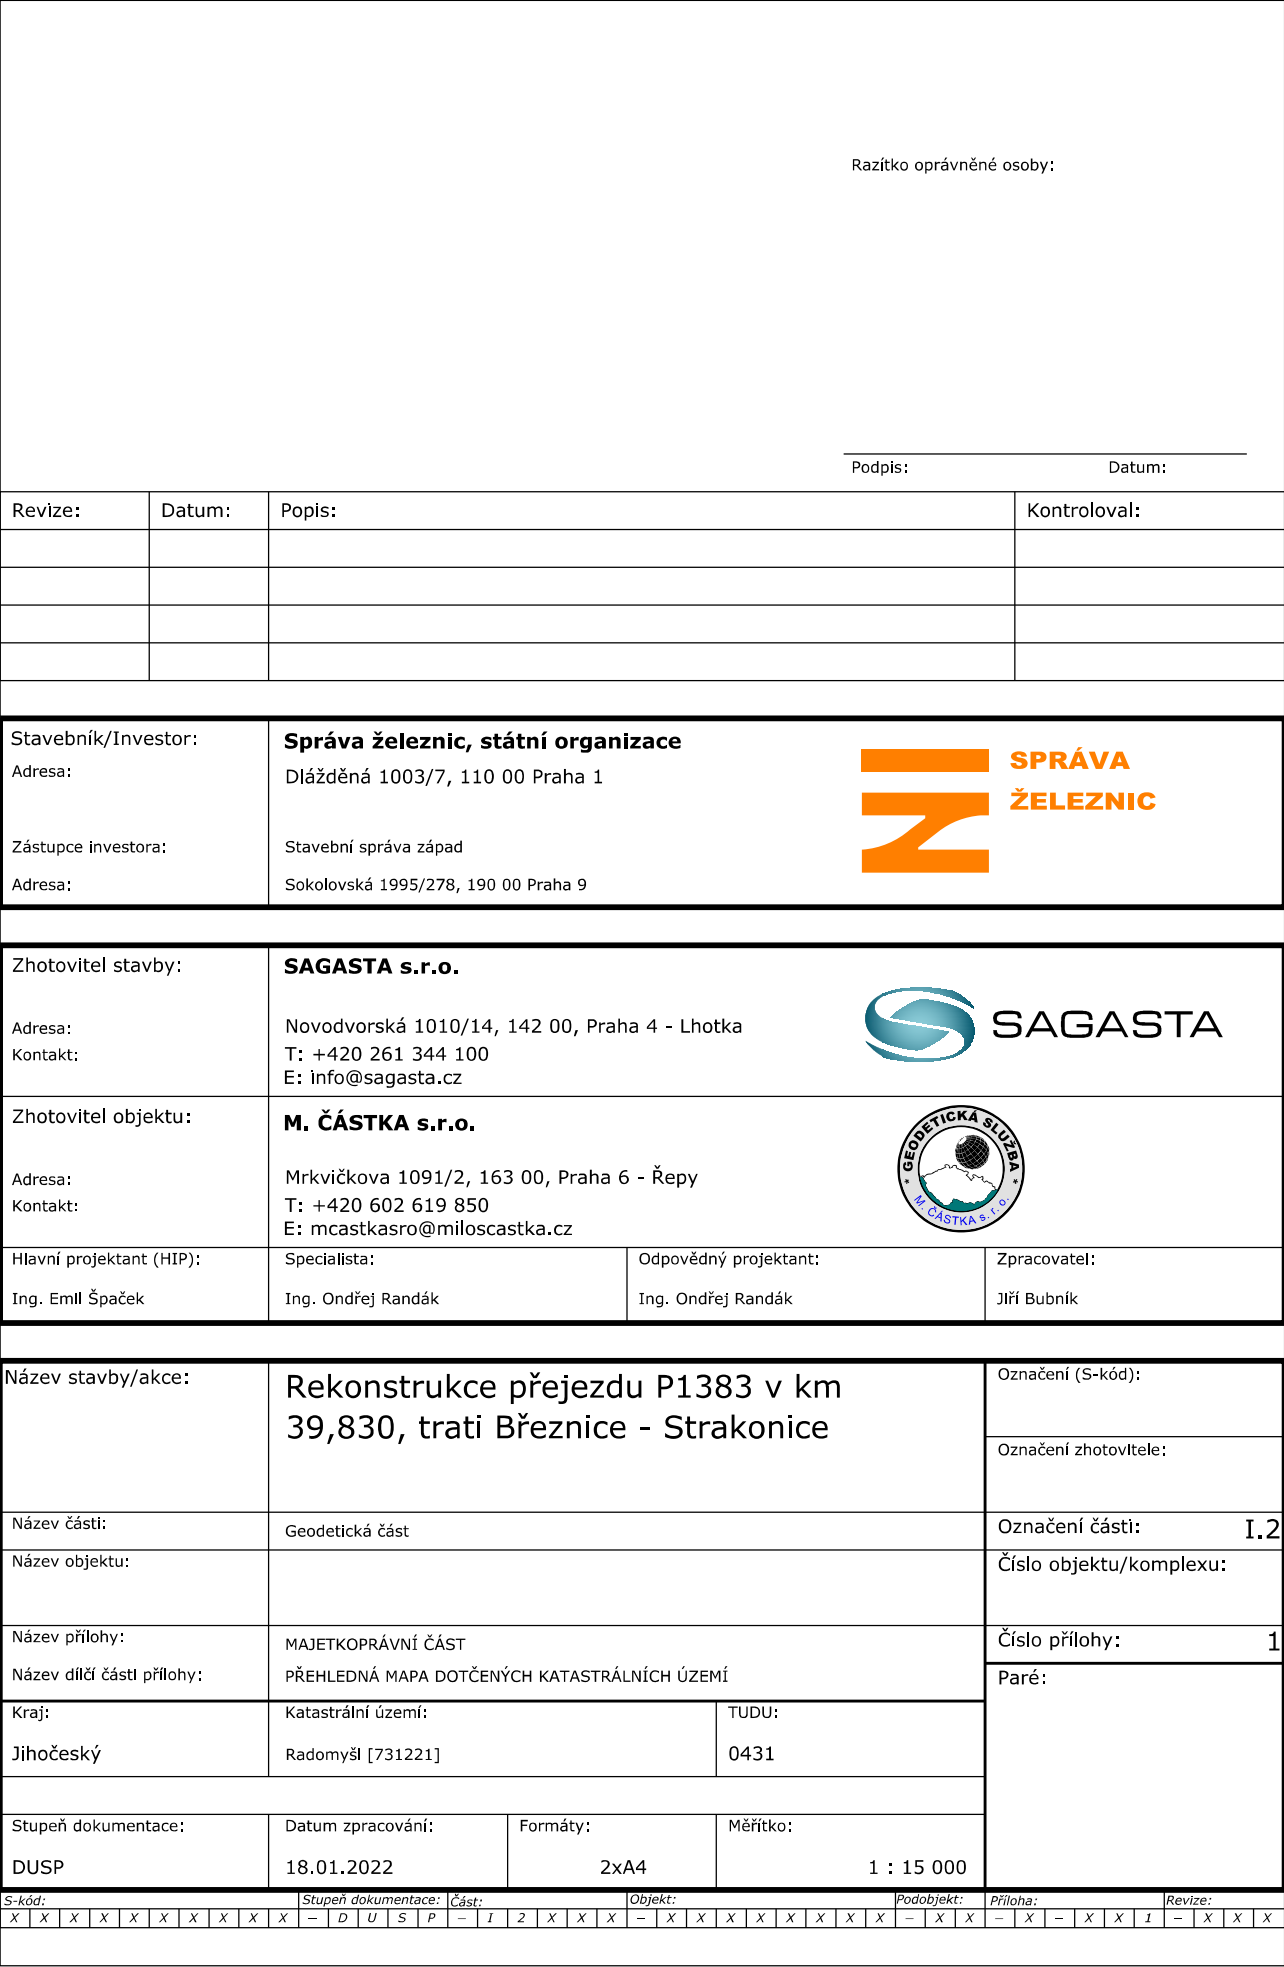 Razítko oprávněné osoby:
Podpis: Datum:
Revize: Datum: Popis: Kontroloval:
Stavebník/Investor: Správa železnic, státní organizace
Adresa: Dlážděná 1003/7, 110 00 Praha 1
SPRÁVA
ŽELEZNIC
Zástupce investora: Stavební správa západ
Adresa: Sokolovská 1995/278, 190 00 Praha 9
Zhotovitel stavby: SAGASTA s.r.o.
SAGASTA
Adresa: Novodvorská 1010/14, 142 00, Praha 4 - Lhotka
Kontakt: T: +420 261 344 100
E: info@sagasta.cz
Zhotovitel objektu: M. ČÁSTKA s.r.o.
* GEODETICKÁ SLUŽBA *
M. ČÁSTKA s. r. o.
Adresa: Mrkvičkova 1091/2, 163 00, Praha 6 - Řepy
Kontakt: T: +420 602 619 850
E: mcastkasro@miloscastka.cz
Hlavní projektant (HIP): Specialista: Odpovědný projektant: Zpracovatel:
Ing. Emil Špaček Ing. Ondřej Randák Ing. Ondřej Randák Jiří Bubník
Název stavby/akce: Rekonstrukce přejezdu P1383 v km
39,830, trati Březnice - Strakonice
Označení (S-kód):
Označení zhotovitele:
Název části: Geodetická část Označení části: I.2
Název objektu: Číslo objektu/komplexu:
Název přílohy: MAJETKOPRÁVNÍ ČÁST Číslo přílohy: 1
Název dílčí části přílohy: PŘEHLEDNÁ MAPA DOTČENÝCH KATASTRÁLNÍCH ÚZEMÍ Paré:
Kraj: Katastrální území: TUDU:
Jihočeský Radomyšl [731221] 0431
Stupeň dokumentace: Datum zpracování: Formáty: Měřítko:
DUSP 18.01.2022 2xA4 1 : 15 000
S-kód: Stupeň dokumentace: Část: Objekt: Podobjekt: Příloha: Revize:
X X X X X X X X X X – D U S P – I 2 X X X – X X X X X X X X – X X – X – X X 1 – X X X